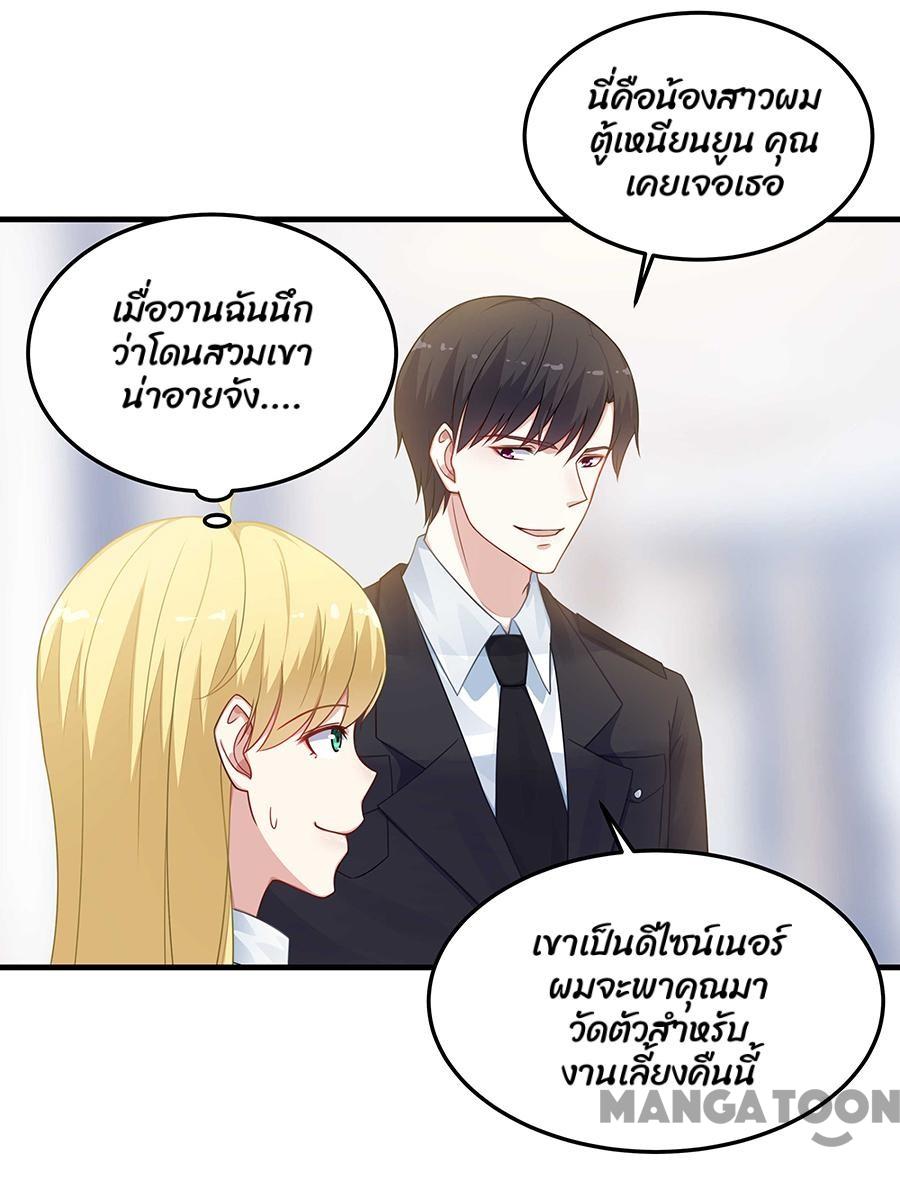 นี่คือน้องสาวผม
ตู้เหนียนยูน คุณ
เคยเจอเธอ
เมื่อวานฉันนึก
ว่าโดนสวมเขา
น่าอายจัง....
เขาเป็นดีไซน์เนอร์
ผมจะพาคุณมา
วัดตัวสำหรับ
งานเลี้ยงคืนนี้
MANGATOON